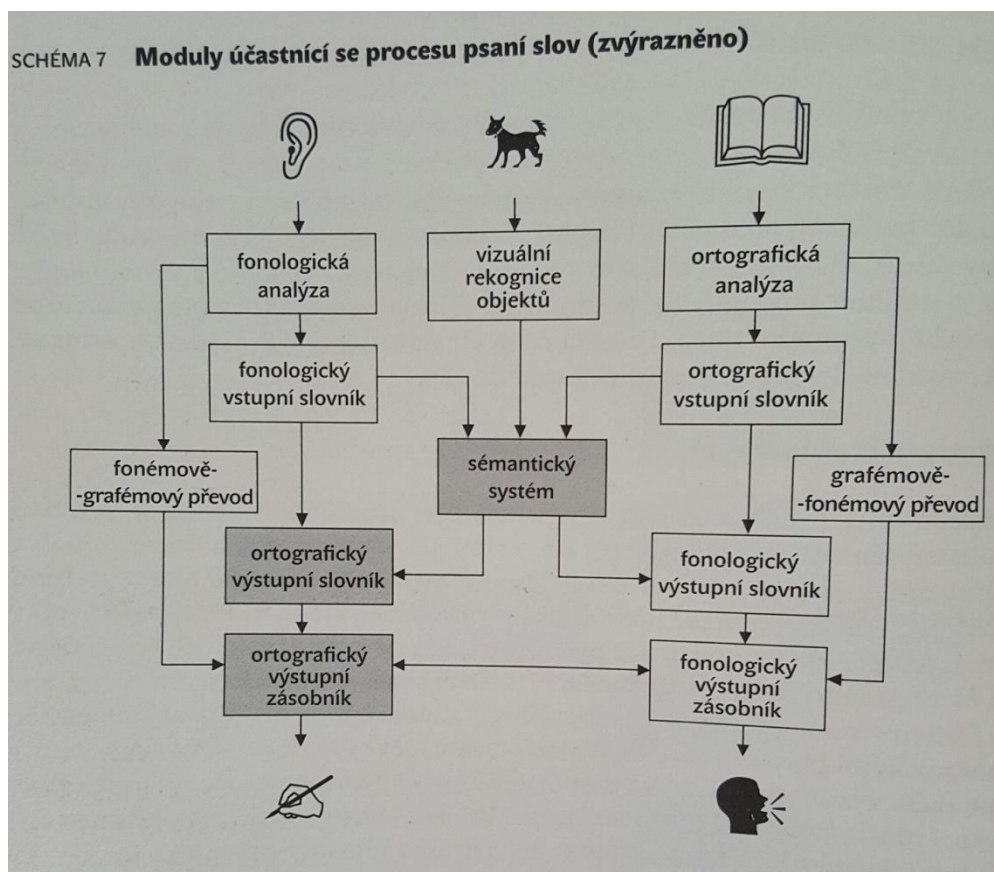 SCHÉMA 7 Moduly účastnící se procesu psaní slov (zvýrazněno)
fonologická
analýza
vizuální
rekognice
objektů
ortografická
analýza
fonologický
vstupní slovník
ortografický
vstupní slovník
fonémově-
-grafémový převod
sémantický
systém
grafémově-
-fonémový převod
ortografický
výstupní slovník
fonologický
výstupní slovník
ortografický
výstupní
zásobník
fonologický
výstupní
zásobník